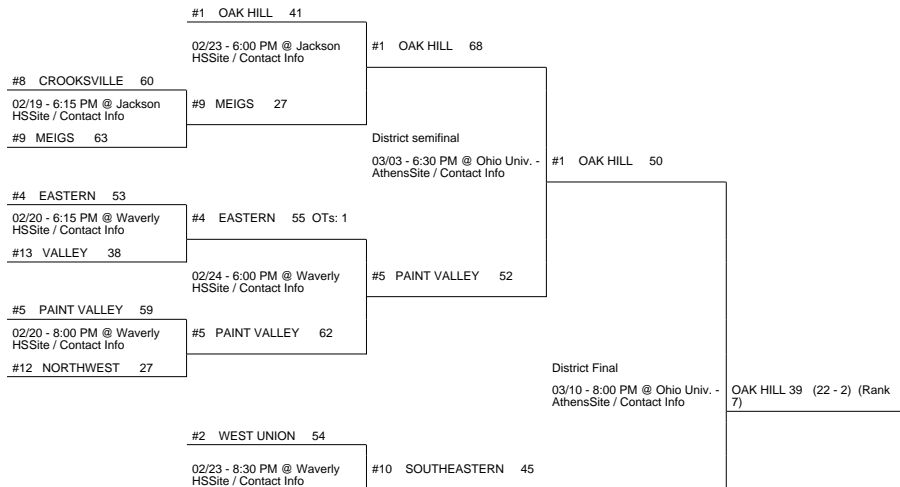 #1 OAK HILL 41
02/23 - 6:00 PM @ Jackson
HSSite / Contact Info
#1 OAK HILL 68
#8 CROOKSVILLE 60
02/19 - 6:15 PM @ Jackson
HSSite / Contact Info
#9 MEIGS 27
#9 MEIGS 63
District semifinal
03/03 - 6:30 PM @ Ohio Univ. -
AthensSite / Contact Info
#1 OAK HILL 50
#4 EASTERN 53
02/20 - 6:15 PM @ Waverly
HSSite / Contact Info
#4 EASTERN 55 OTs: 1
#13 VALLEY 38
02/24 - 6:00 PM @ Waverly
HSSite / Contact Info
#5 PAINT VALLEY 52
#5 PAINT VALLEY 59
02/20 - 8:00 PM @ Waverly
HSSite / Contact Info
#5 PAINT VALLEY 62
#12 NORTHWEST 27
District Final
03/10 - 8:00 PM @ Ohio Univ. -
AthensSite / Contact Info
OAK HILL 39 (22 - 2) (Rank
7)
#2 WEST UNION 54
02/23 - 8:30 PM @ Waverly
HSSite / Contact Info
#10 SOUTHEASTERN 45